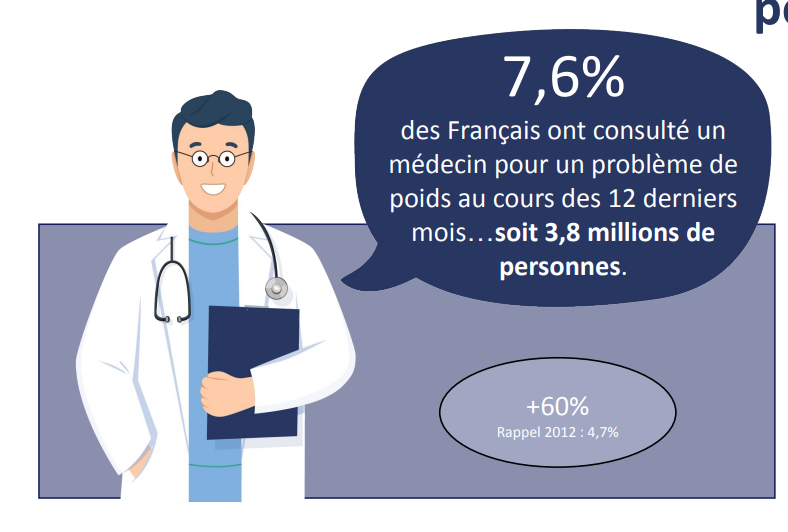 7,6%
des Français ont consulté un
médecin pour un problème de
poids au cours des 12 derniers
mois…soit 3,8 millions de
personnes.
+60%
Rappel 2012 : 4,7%